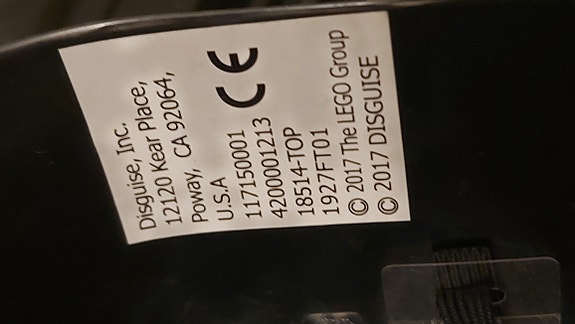 Disguise, Inc.
12120 Kear Place,
Poway, CA 92064,
U.S.A
CE
117150001
4200001213
18514-TOP
1927FT01
© 2017 The LEGO Group
© 2017 DISGUISE